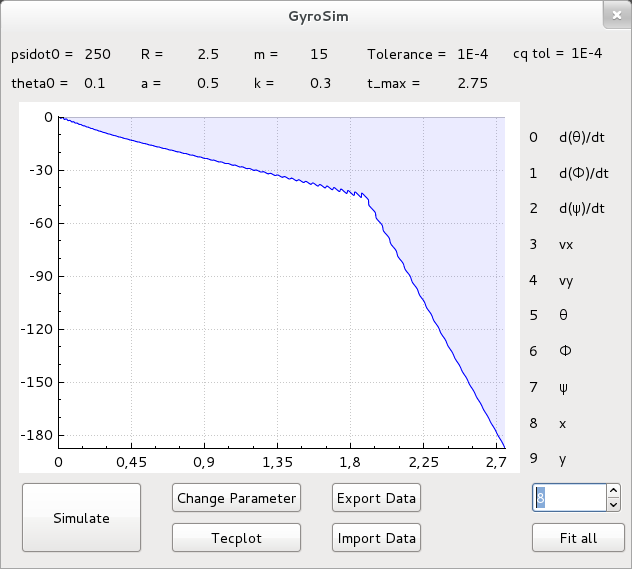 GyroSim
psidot0 = 250 R = 2.5 m = 15 Tolerance = 1E-4 cq tol = 1E-4
theta0 = 0.1 a = 0.5 k = 0.3 t_max = 2.75
0
-30
-60
-90
-120
-150
-180
0 0,45 0,9 1,35 1,8 2,25 2,7
0 d(θ)/dt
1 d(Φ)/dt
2 d(ψ)/dt
3 vx
4 vy
5 θ
6 Φ
7 ψ
8 x
9 y
Simulate
Change Parameter Export Data 8
Tecplot Import Data Fit all